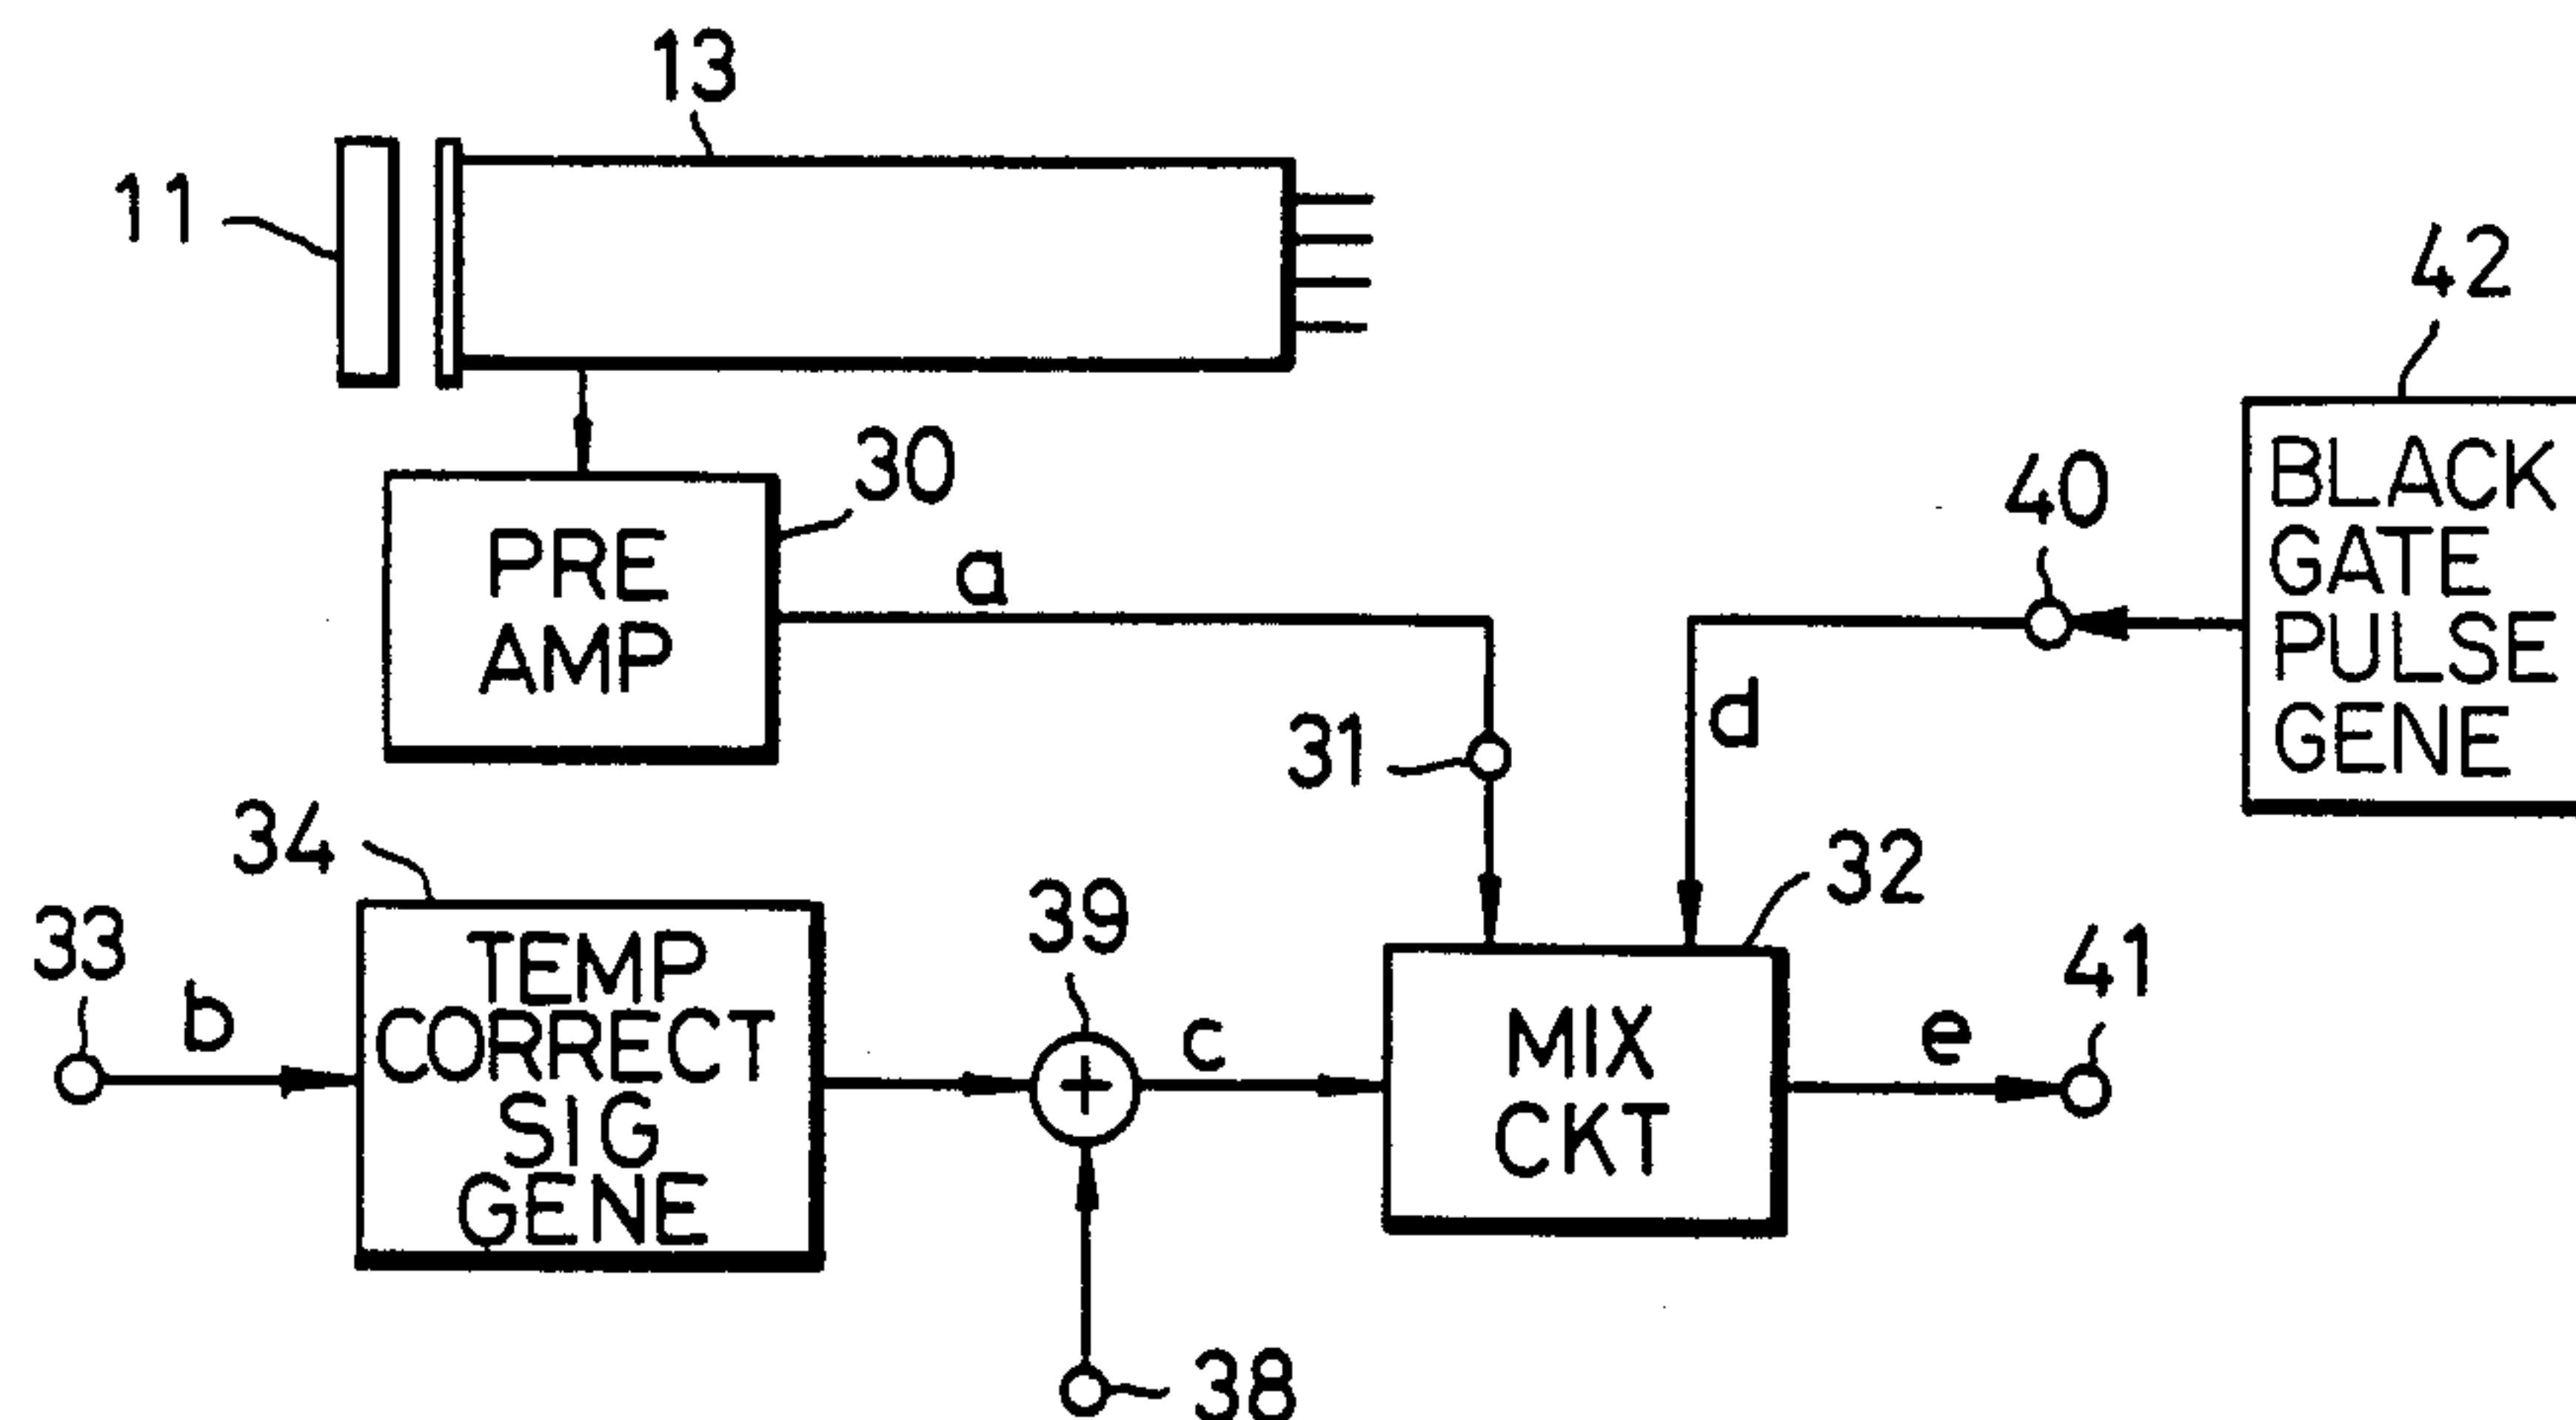 13
11
42
30
PRE
AMP
a
40
BLACK
GATE
PULSE
GENE
d
31
34
33
b
TEMP
CORRECT
SIG
GENE
39
c
32
MIX
CKT
e
41
38